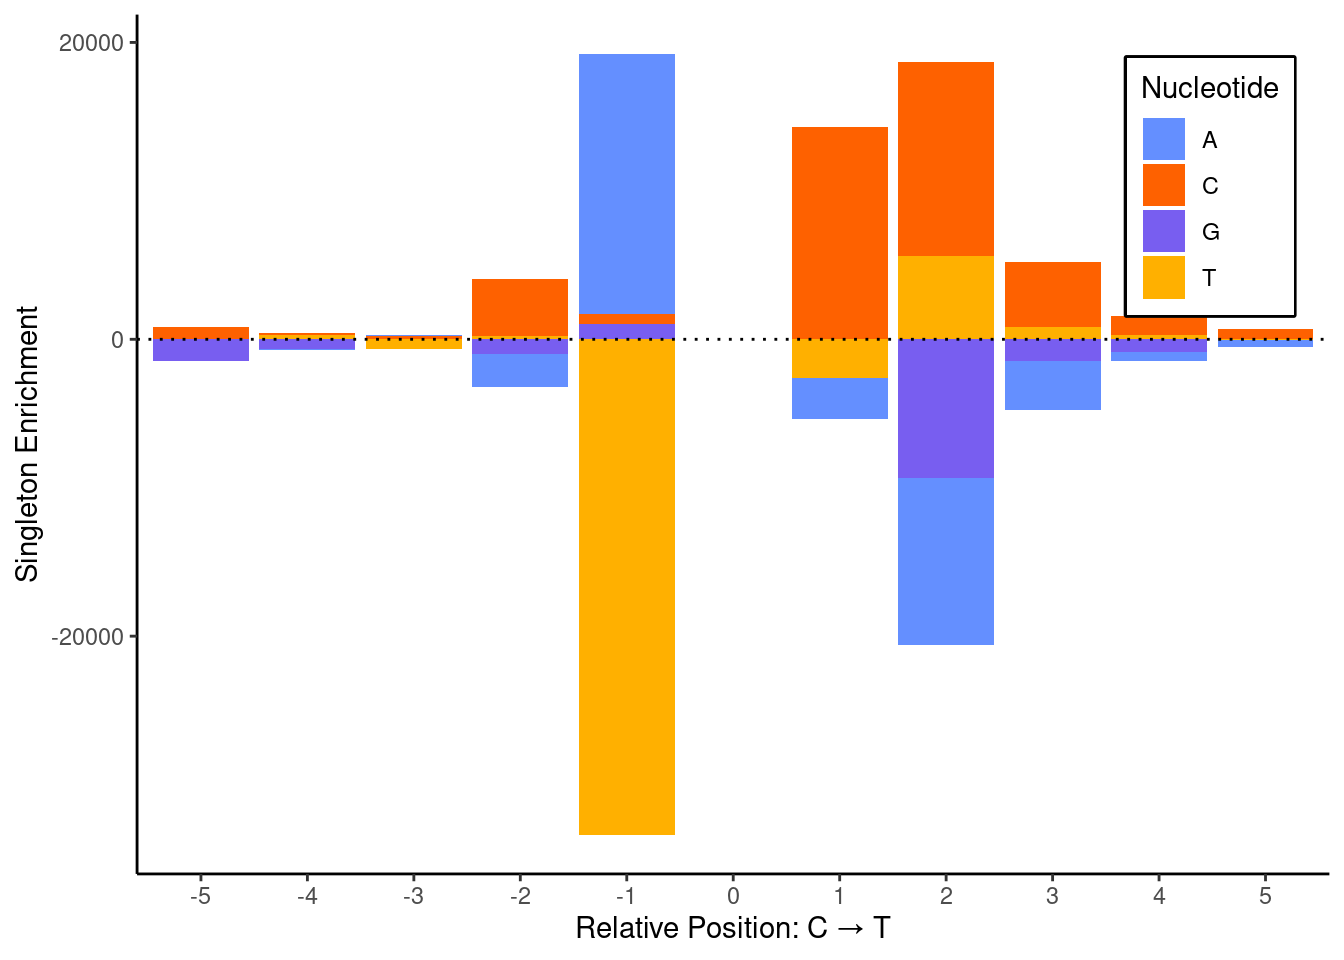 20000
0
-20000
Singleton Enrichment
Nucleotide
A
C
G
T
-5 -4 -3 -2 -1 0 1 2 3 4 5
Relative Position: C → T